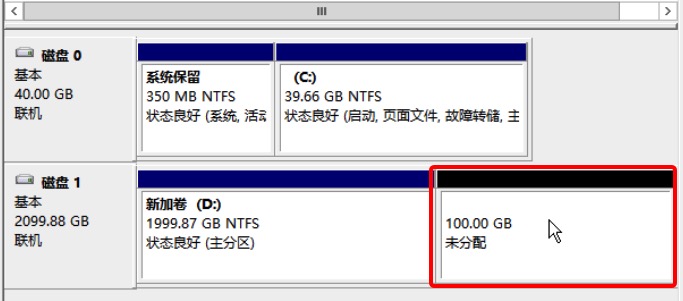 磁盘 0
基本
40.00 GB
联机
系统保留
350 MB NTFS
状态良好 (系统, 活动
(C:)
39.66 GB NTFS
状态良好 (启动, 页面文件, 故障转储, 主
磁盘 1
基本
2099.88 GB
联机
新加卷 (D:)
1999.87 GB NTFS
状态良好 (主分区)
100.00 GB
未分配